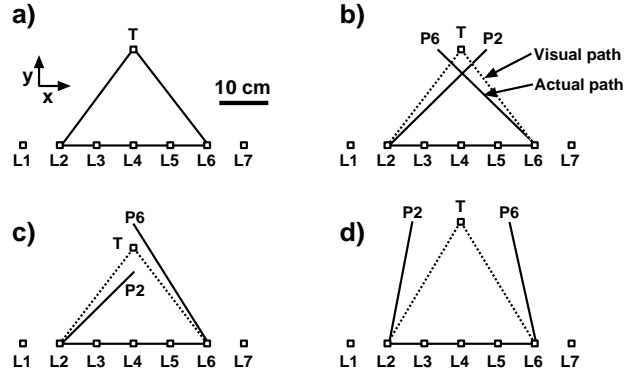 a)
T
y
x
10 cm
L1 L2 L3 L4 L5 L6 L7
b)
P6 T P2
Visual path
Actual path
L1 L2 L3 L4 L5 L6 L7
c)
P6
T
P2
L1 L2 L3 L4 L5 L6 L7
d)
P2 T P6
L1 L2 L3 L4 L5 L6 L7